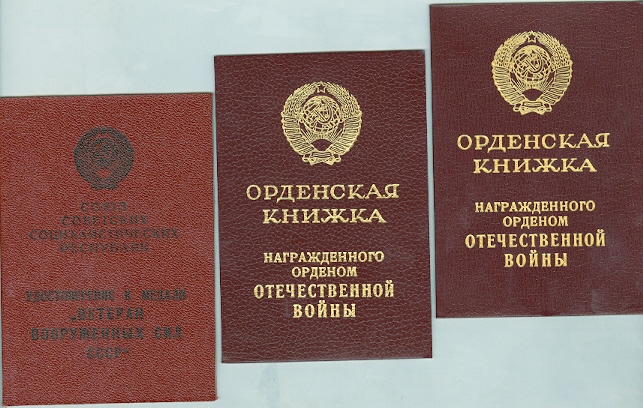 СОЮЗ
СОВЕТСКИХ
СОЦИАЛИСТИЧЕСКИХ
РЕСПУБЛИК
УДОСТОВЕРЕНИЕ К МЕДАЛИ
„ВЕТЕРАН
ВООРУЖЕННЫХ СИЛ
СССР“
ОРДЕНСКАЯ
КНИЖКА
НАГРАЖДЕННОГО
ОРДЕНОМ
ОТЕЧЕСТВЕННОЙ
ВОЙНЫ
ОРДЕНСКАЯ
КНИЖКА
НАГРАЖДЕННОГО
ОРДЕНОМ
ОТЕЧЕСТВЕННОЙ
ВОЙНЫ